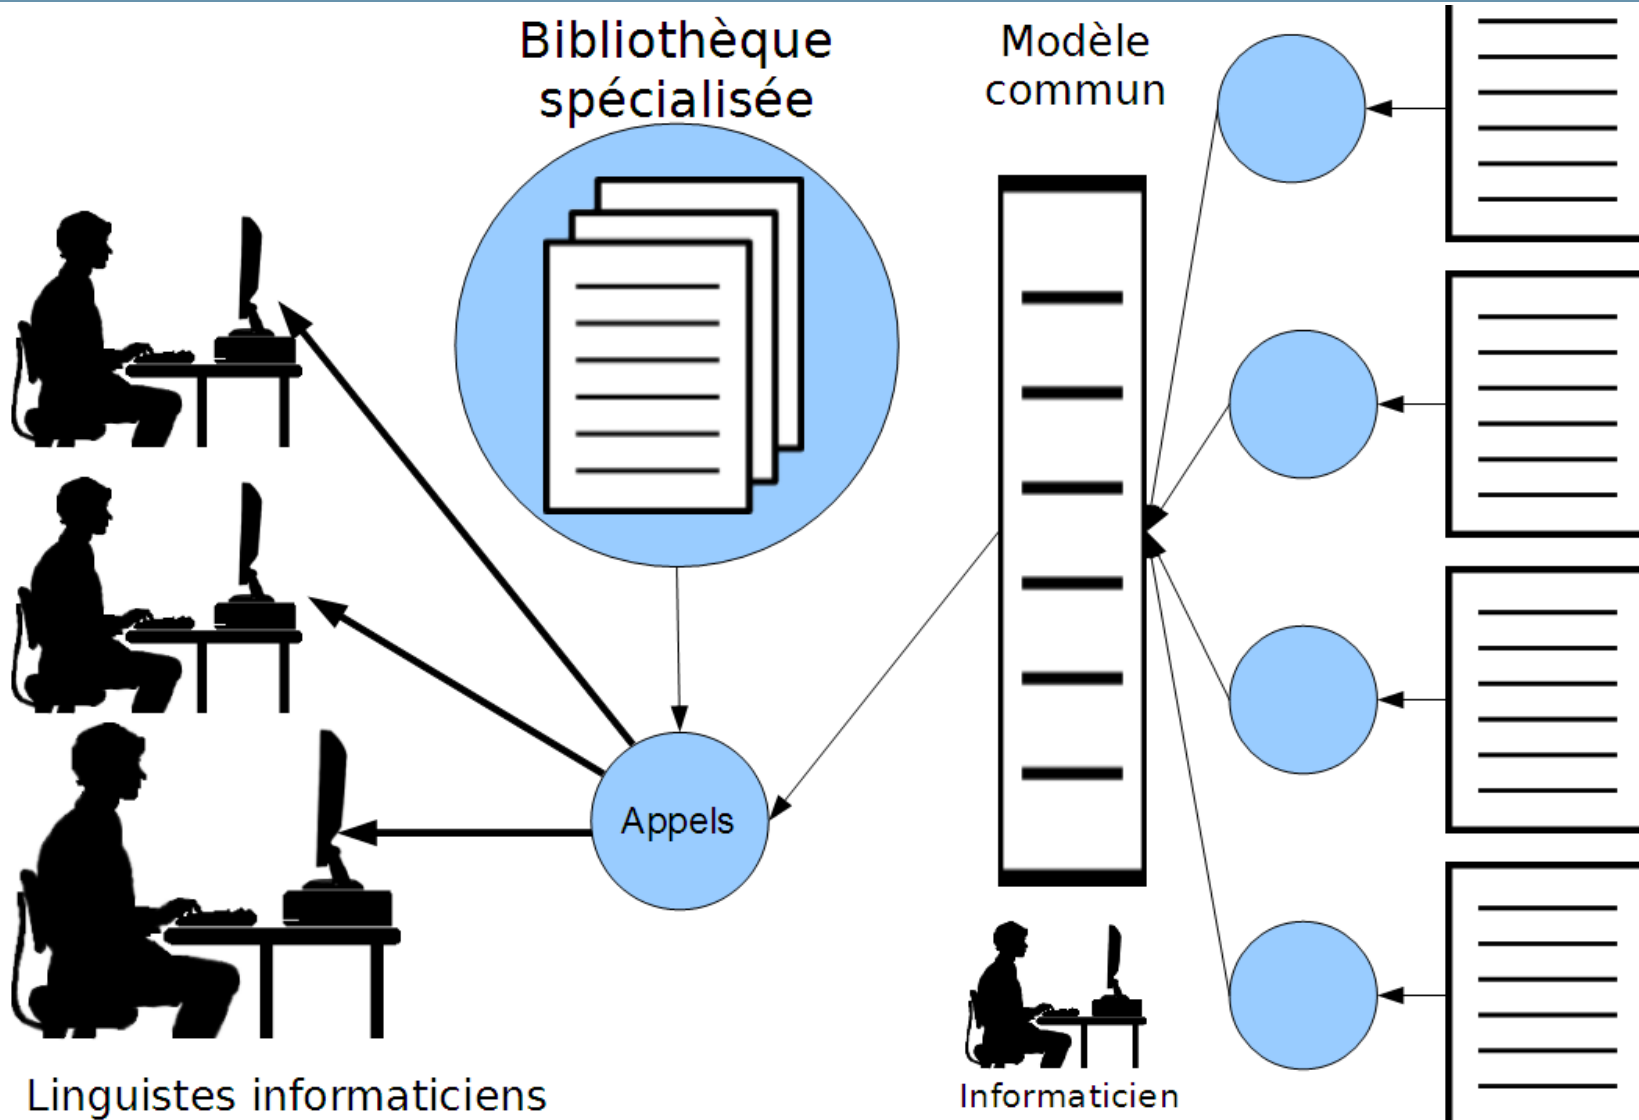 Bibliothèque
spécialisée
Modèle
commun
Appels
Linguistes informaticiens
Informaticien